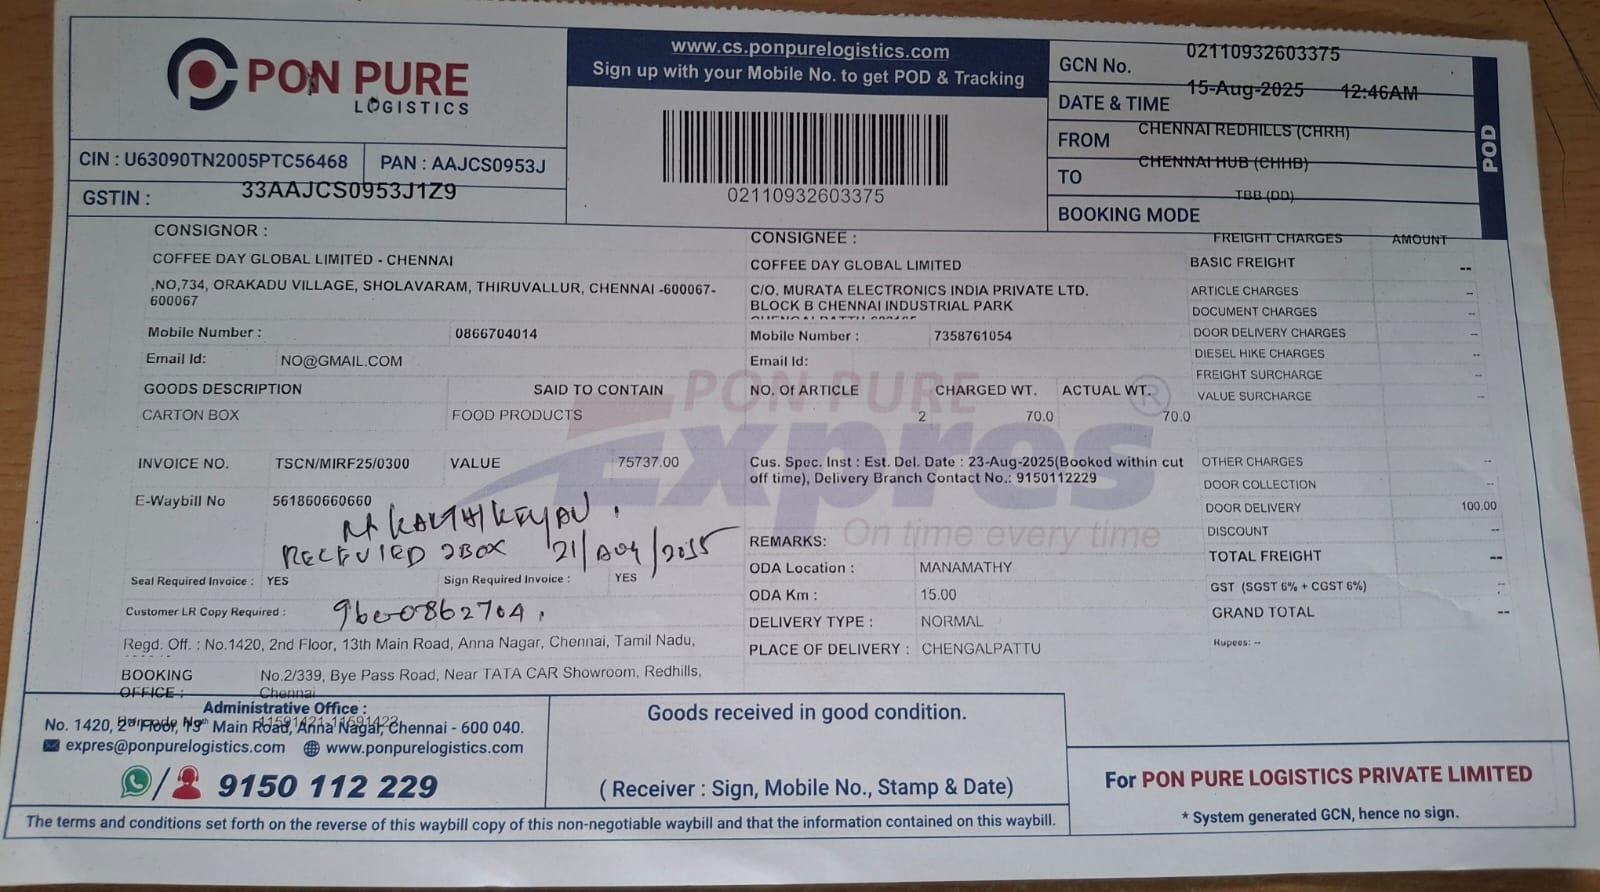 PON PURE
LOGISTICS
CIN : U63090TN2005PTC56468
PAN : AAJCS0953J
GSTIN :
33AAJCS0953J1Z9
www.cs.ponpurelogistics.com
Sign up with your Mobile No. to get POD & Tracking
02110932603375
GCN No.
02110932603375
DATE & TIME
15-Aug-2025 12:46AM
FROM
CHENNAI REDHILLS (CHRH)
TO
CHENNAI HUB (CHHB)
BOOKING MODE
TBB (DD)
POD
CONSIGNOR :
COFFEE DAY GLOBAL LIMITED - CHENNAI
,NO,734, ORAKADU VILLAGE, SHOLAVARAM, THIRUVALLUR, CHENNAI -600067-
600067
Mobile Number :
0866704014
Email Id:
NO@GMAIL.COM
GOODS DESCRIPTION
SAID TO CONTAIN
CARTON BOX
FOOD PRODUCTS
INVOICE NO.
TSCN/MIRF25/0300
VALUE
75737.00
E-Waybill No
561860660660
KARTHIKEYAN
RECEVIRD 2BOX 21/Aug/2025
Seal Required Invoice : YES
Sign Required Invoice : YES
Customer LR Copy Required :
Regd. Off. : No.1420, 2nd Floor, 13th Main Road, Anna Nagar, Chennai, Tamil Nadu,
BOOKING
OFFICE :
No.2/339, Bye Pass Road, Near TATA CAR Showroom, Redhills,
Chennai
CONSIGNEE :
COFFEE DAY GLOBAL LIMITED
C/O. MURATA ELECTRONICS INDIA PRIVATE LTD.
BLOCK B CHENNAI INDUSTRIAL PARK
Mobile Number :
7358761054
Email Id:
PON PURE
Expres
On time every time
NO. Of ARTICLE
CHARGED WT.
ACTUAL WT.
2
70.0
70.0
Cus. Spec. Inst : Est. Del. Date : 23-Aug-2025(Booked within cut
off time), Delivery Branch Contact No.: 9150112229
REMARKS:
ODA Location :
MANAMATHY
ODA Km :
15.00
DELIVERY TYPE :
NORMAL
PLACE OF DELIVERY :
CHENGALPATTU
FREIGHT CHARGES
AMOUNT
BASIC FREIGHT --
ARTICLE CHARGES --
DOCUMENT CHARGES --
DOOR DELIVERY CHARGES --
DIESEL HIKE CHARGES --
FREIGHT SURCHARGE --
VALUE SURCHARGE --
OTHER CHARGES --
DOOR COLLECTION --
DOOR DELIVERY 100.00
DISCOUNT --
TOTAL FREIGHT --
GST (SGST 6% + CGST 6%) --
GRAND TOTAL --
Rupees: --
Administrative Office :
No. 1420, 2nd Floor, 13th Main Road, Anna Nagar, Chennai - 600 040.
11591421-11591422
expres@ponpurelogistics.com www.ponpurelogistics.com
9150 112 229
Goods received in good condition.
( Receiver : Sign, Mobile No., Stamp & Date)
For PON PURE LOGISTICS PRIVATE LIMITED
* System generated GCN, hence no sign.
The terms and conditions set forth on the reverse of this waybill copy of this non-negotiable waybill and that the information contained on this waybill.